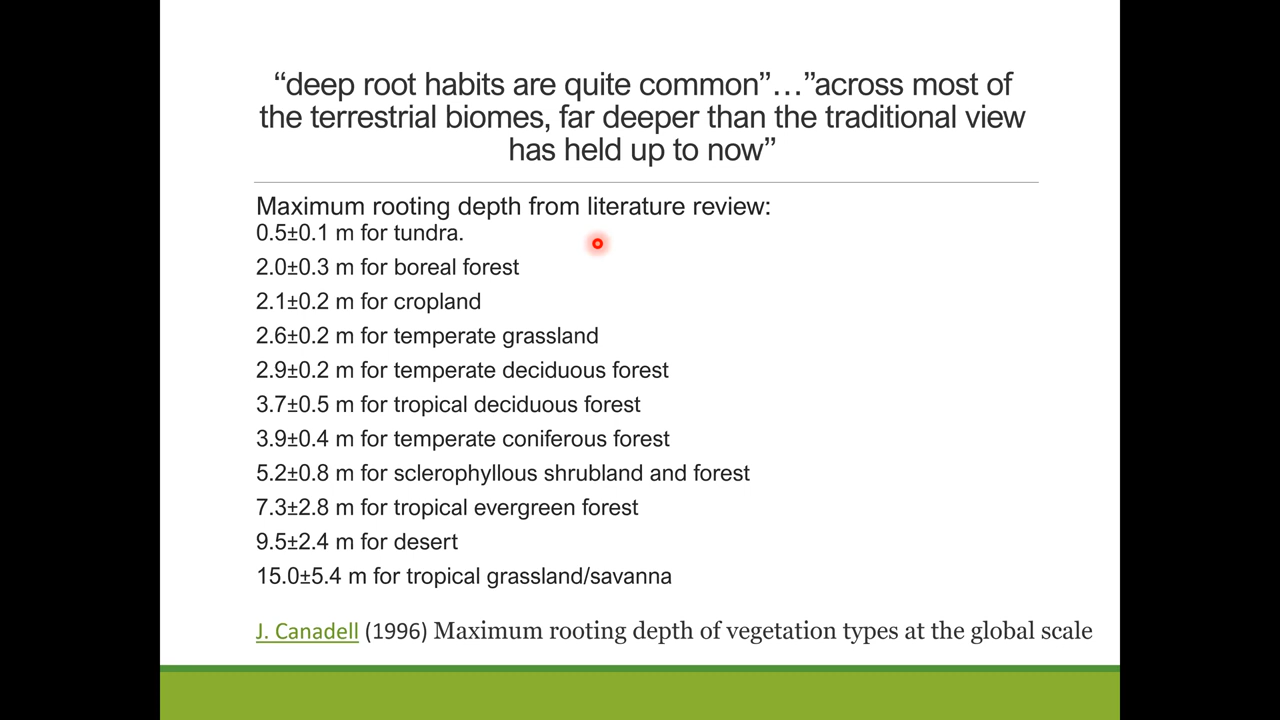 “deep root habits are quite common”…”across most of
the terrestrial biomes, far deeper than the traditional view
has held up to now”
Maximum rooting depth from literature review:
0.5±0.1 m for tundra.
2.0±0.3 m for boreal forest
2.1±0.2 m for cropland
2.6±0.2 m for temperate grassland
2.9±0.2 m for temperate deciduous forest
3.7±0.5 m for tropical deciduous forest
3.9±0.4 m for temperate coniferous forest
5.2±0.8 m for sclerophyllous shrubland and forest
7.3±2.8 m for tropical evergreen forest
9.5±2.4 m for desert
15.0±5.4 m for tropical grassland/savanna
J. Canadell (1996) Maximum rooting depth of vegetation types at the global scale